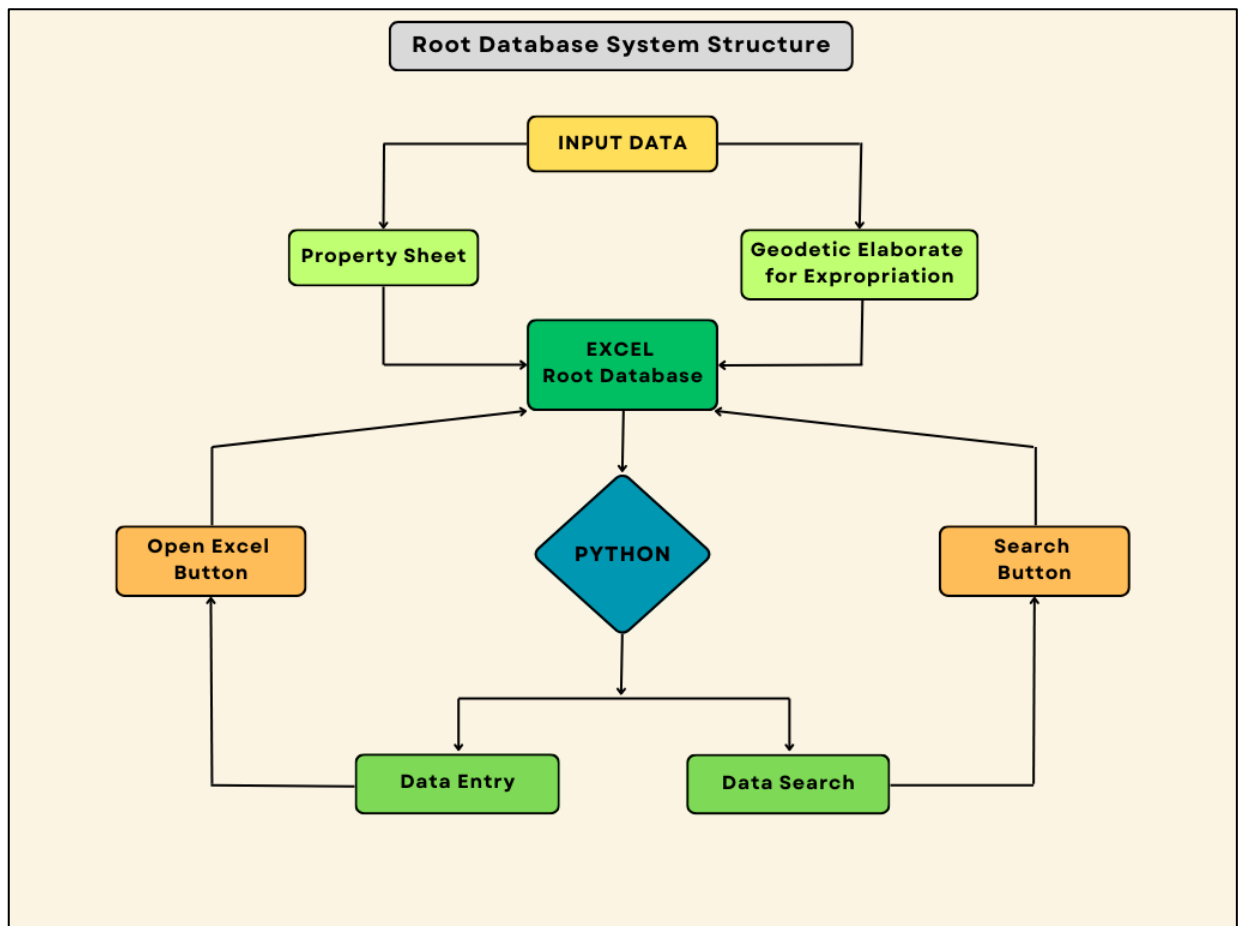 Root Database System Structure
INPUT DATA
Property Sheet
Geodetic Elaborate
for Expropriation
EXCEL
Root Database
Open Excel
Button
PYTHON
Search
Button
Data Entry
Data Search